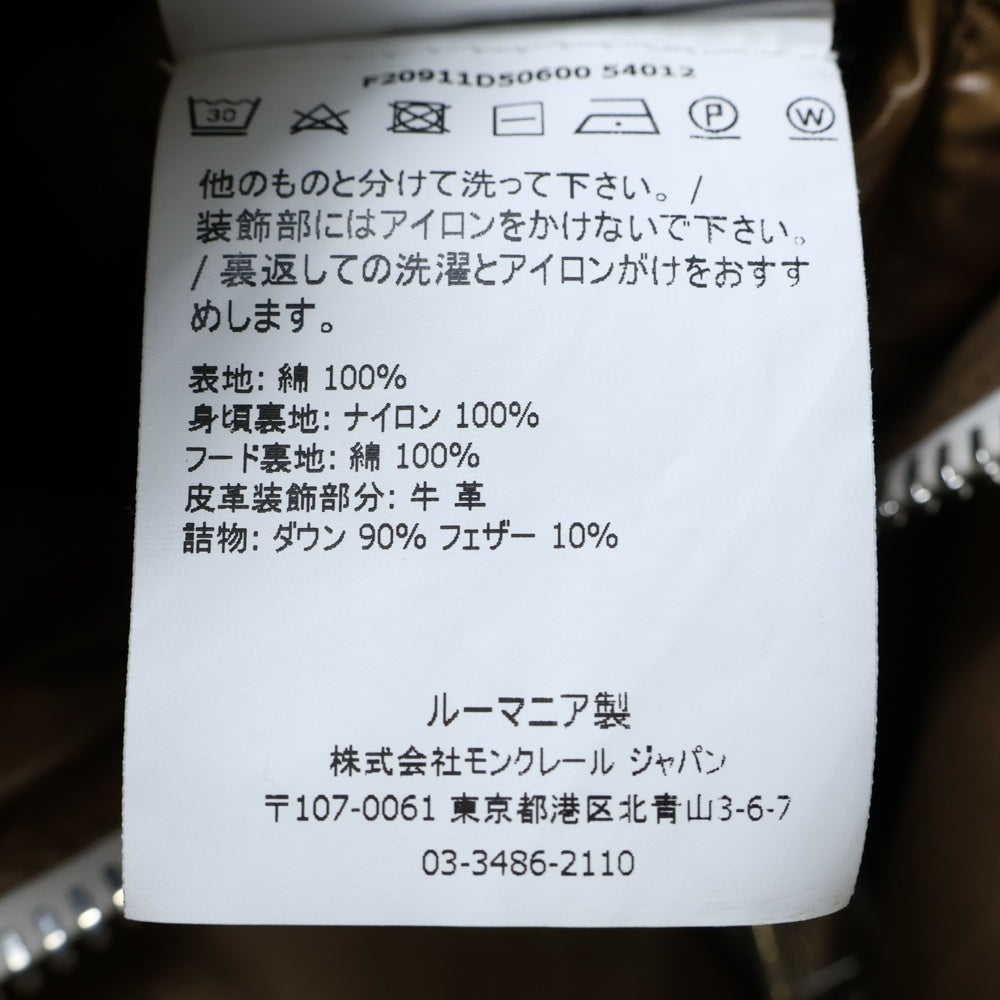 F20911D50600 54012
30 P W
他のものと分けて洗って下さい。/
装飾部にはアイロンをかけないで下さい。
/ 裏返しての洗濯とアイロンがけをおすす
めします。
表地: 綿 100%
身頃裏地: ナイロン 100%
フード裏地: 綿 100%
皮革装飾部分: 牛 革
詰物: ダウン 90% フェザー 10%
ルーマニア製
株式会社モンクレール ジャパン
〒107-0061 東京都港区北青山3-6-7
03-3486-2110